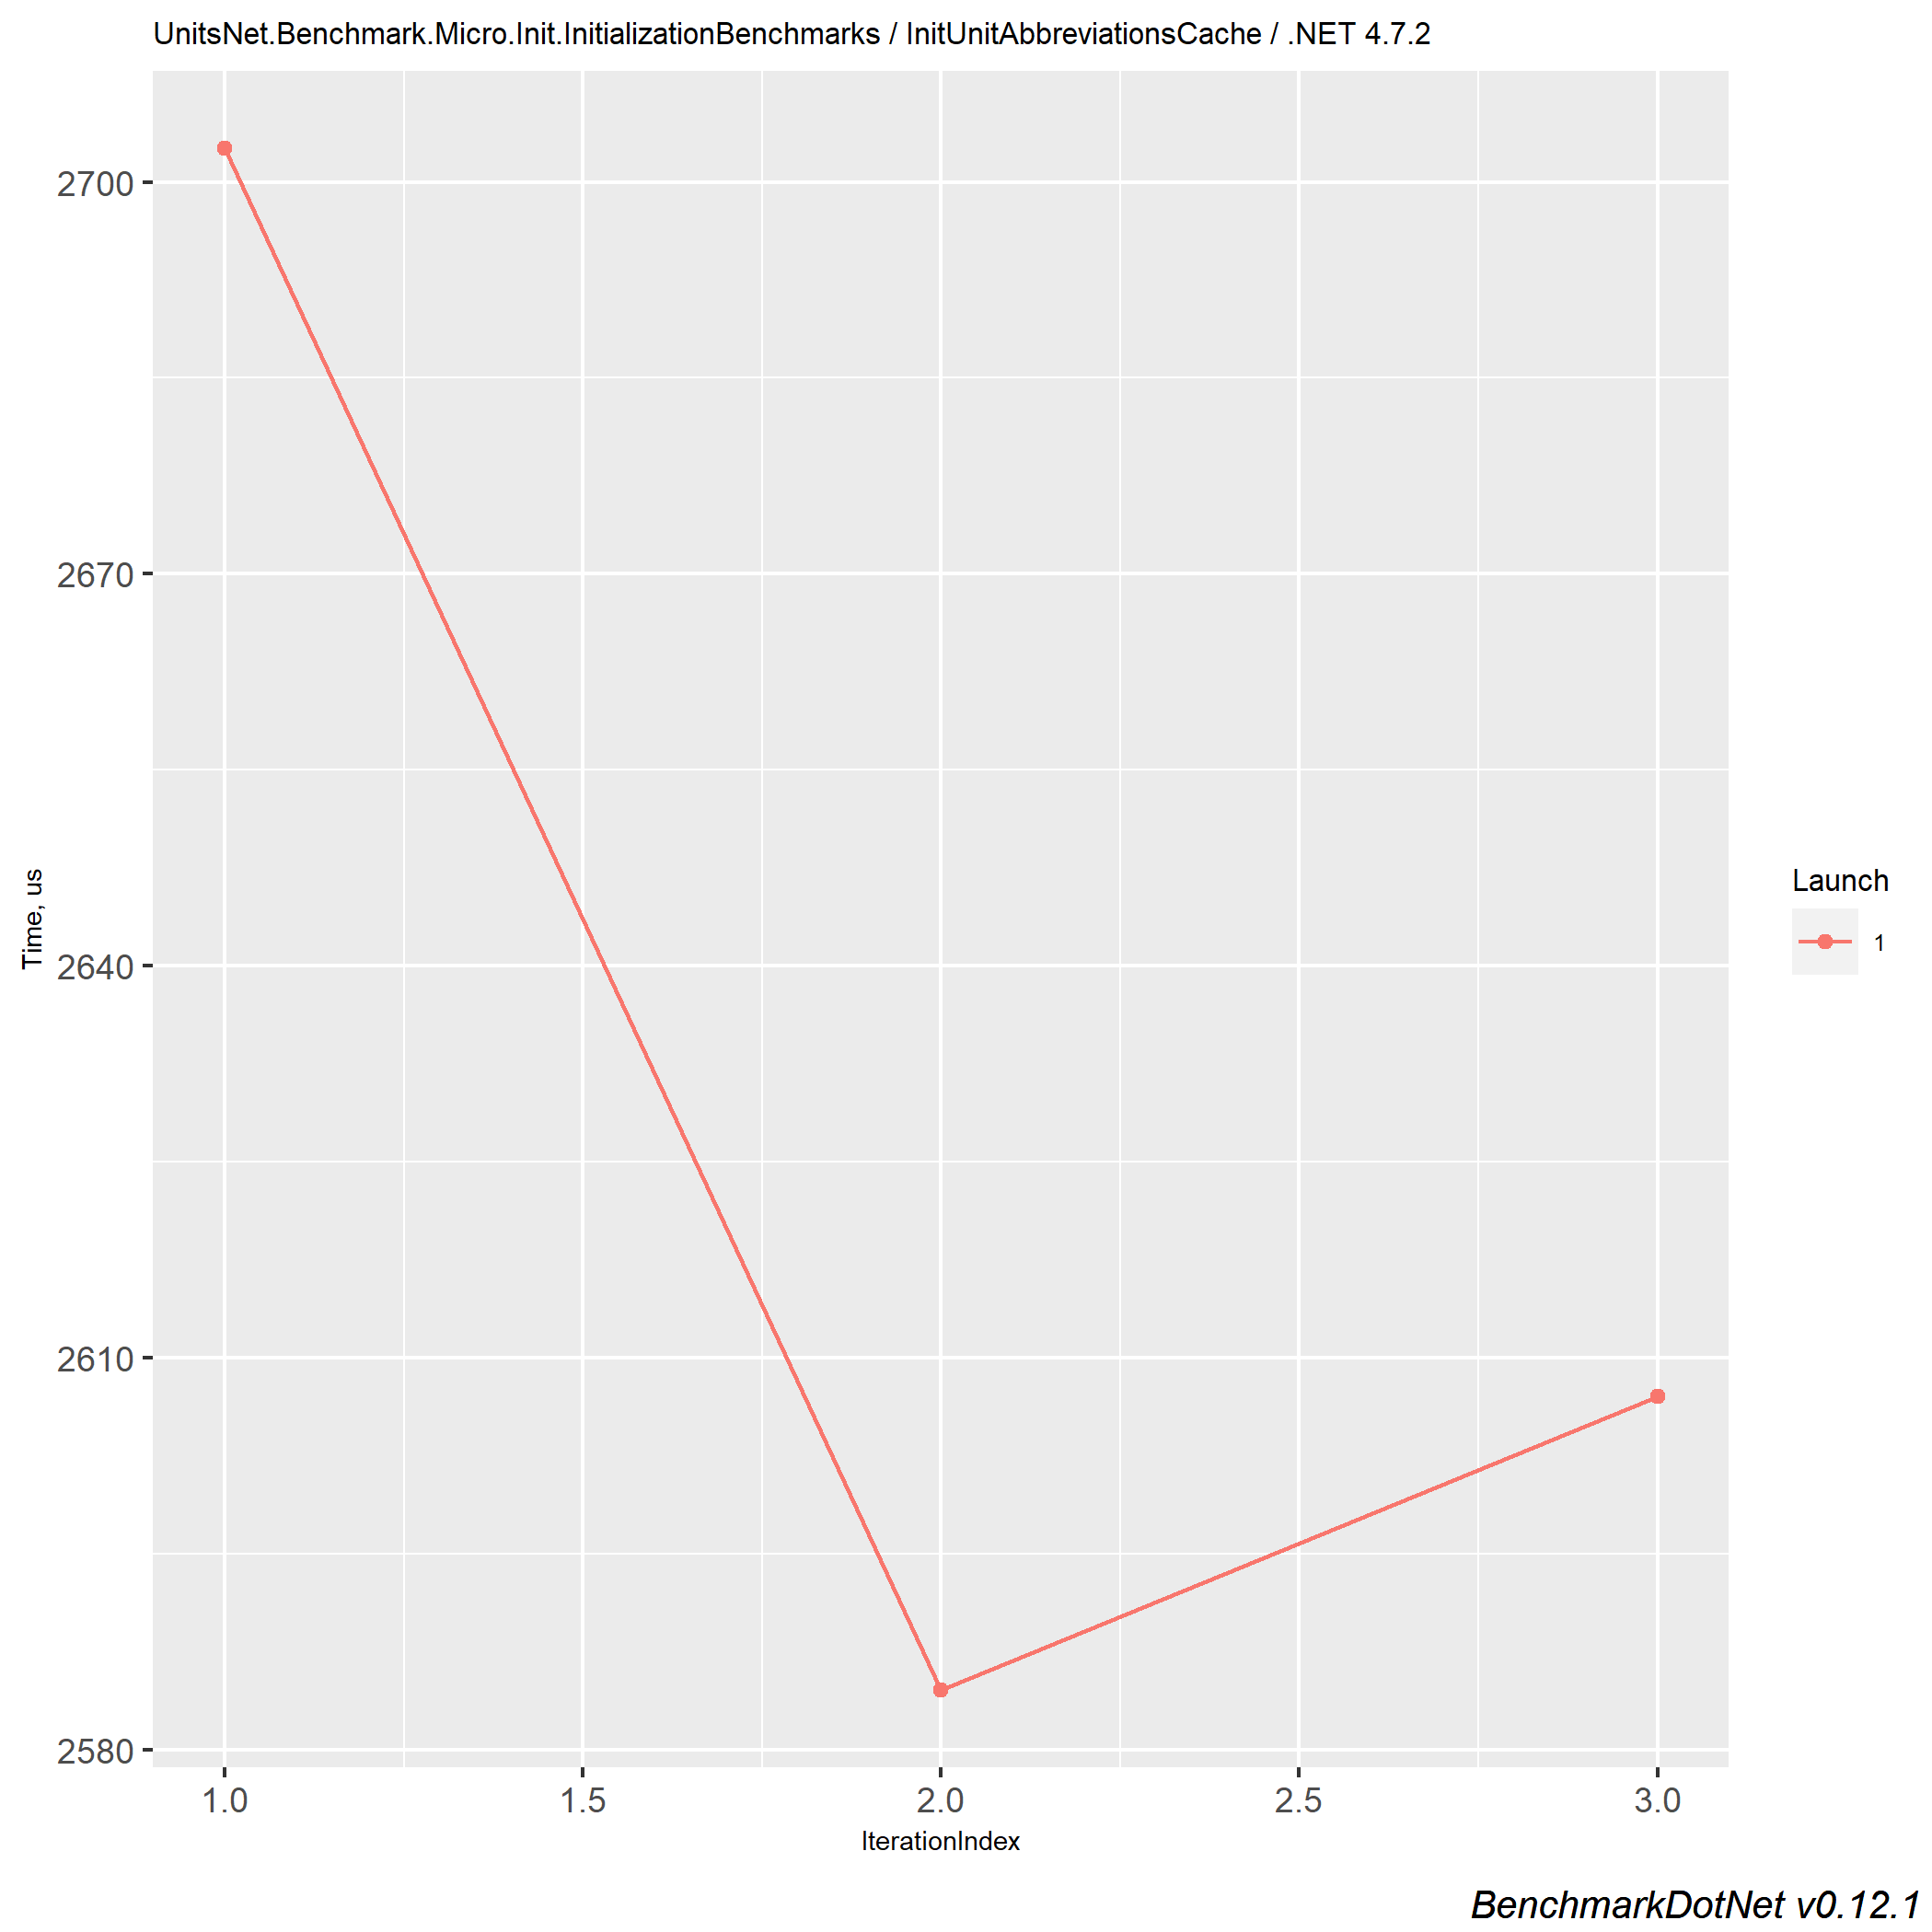 UnitsNet.Benchmark.Micro.Init.InitializationBenchmarks / InitUnitAbbreviationsCache / .NET 4.7.2
2700
2670
2640
2610
2580
Time, us
1.0 1.5 2.0 2.5 3.0
IterationIndex
Launch
1
BenchmarkDotNet v0.12.1